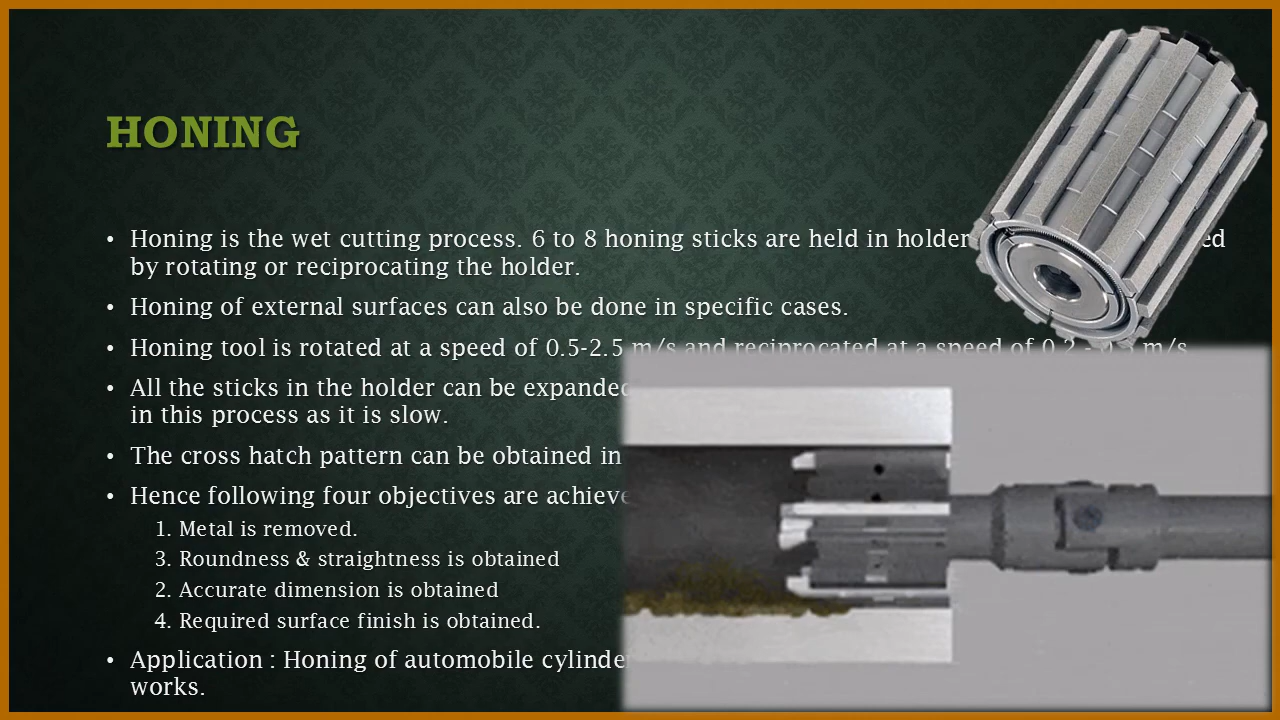 HONING
• Honing is the wet cutting process. 6 to 8 honing sticks are held in holder
by rotating or reciprocating the holder.
• Honing of external surfaces can also be done in specific cases.
• Honing tool is rotated at a speed of 0.5-2.5 m/s and reciprocated at a speed of m/s
• All the sticks in the holder can be
in this process as it is slow.
• The cross hatch pattern can be obtained in
• Hence following four objectives are
1. Metal is removed.
3. Roundness & straightness is obtained
2. Accurate dimension is obtained
4. Required surface finish is obtained.
• Application : Honing of automobile
works.